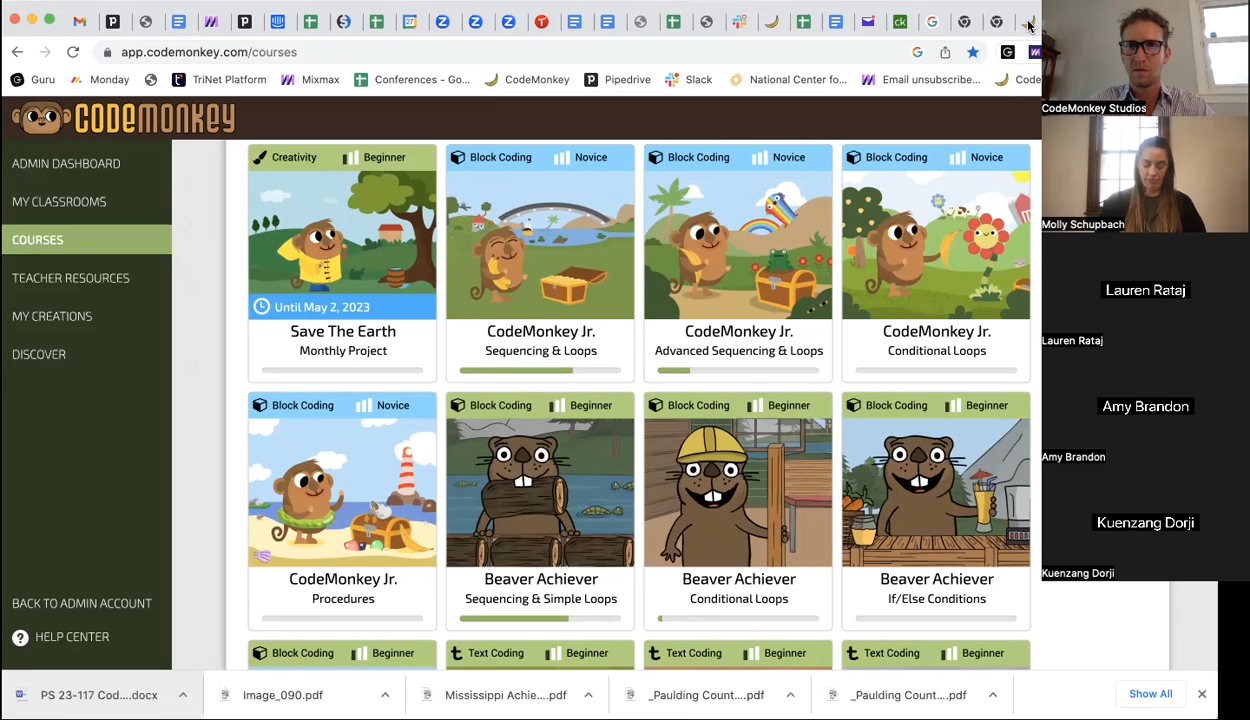 app.codemonkey.com/courses
Guru
Monday
TriNet Platform
Mixmax
Conferences - Go...
CodeMonkey
Pipedrive
Slack
National Center fo...
Email unsubscribe...
Code
CODEMONKEY
ADMIN DASHBOARD
MY CLASSROOMS
COURSES
TEACHER RESOURCES
MY CREATIONS
DISCOVER
BACK TO ADMIN ACCOUNT
HELP CENTER
Creativity
Beginner
Until May 2, 2023
Save The Earth
Monthly Project
Block Coding
Novice
CodeMonkey Jr.
Sequencing & Loops
Block Coding
Novice
CodeMonkey Jr.
Advanced Sequencing & Loops
Block Coding
Novice
CodeMonkey Jr.
Conditional Loops
Block Coding
Novice
CodeMonkey Jr.
Procedures
Block Coding
Beginner
Beaver Achiever
Sequencing & Simple Loops
Block Coding
Beginner
Beaver Achiever
Conditional Loops
Block Coding
Beginner
Beaver Achiever
If/Else Conditions
Block Coding
Beginner
Text Coding
Beginner
Text Coding
Beginner
Text Coding
Beginner
PS 23-117 Cod....docx
Image_090.pdf
Mississippi Achie....pdf
_Paulding Count....pdf
_Paulding Count....pdf
Show All
CodeMonkey Studios
Molly Schupbach
Lauren Rataj
Lauren Rataj
Amy Brandon
Amy Brandon
Kuenzang Dorji
Kuenzang Dorji